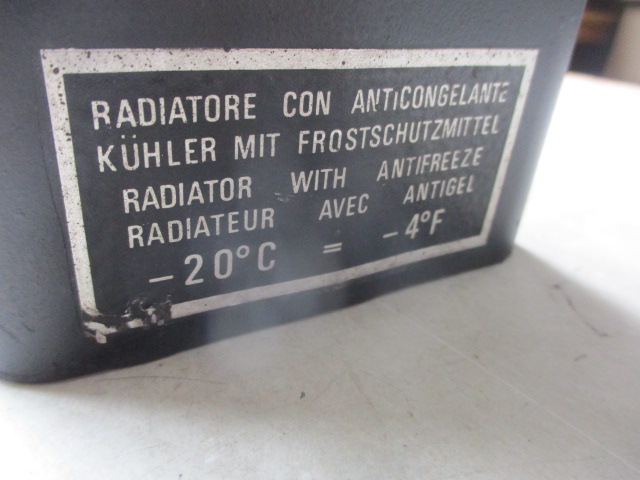 RADIATORE CON ANTICONGELANTE
KÜHLER MIT FROSTSCHUTZMITTEL
RADIATOR WITH ANTIFREEZE
RADIATEUR AVEC ANTIGEL
−20°C = −4°F